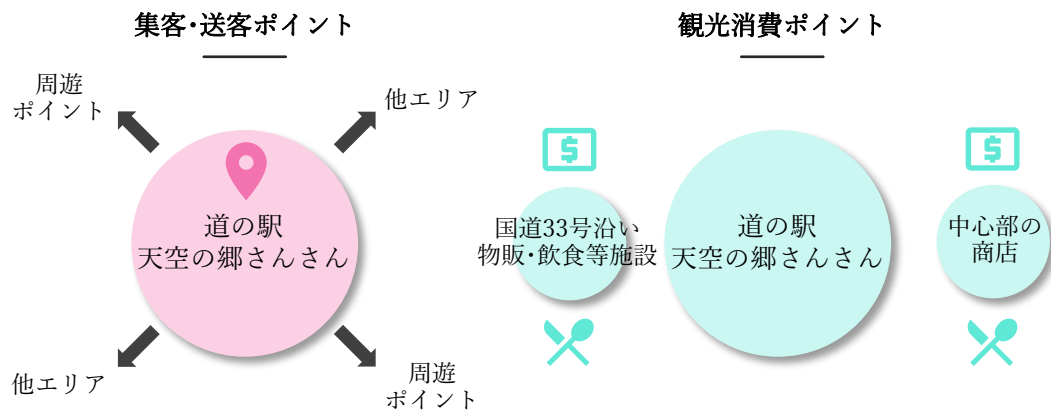 集客･送客ポイント
周遊
ポイント
他エリア
道の駅
天空の郷さんさん
他エリア
周遊
ポイント
観光消費ポイント
国道33号沿い
物販･飲食等施設
道の駅
天空の郷さんさん
中心部の
商店